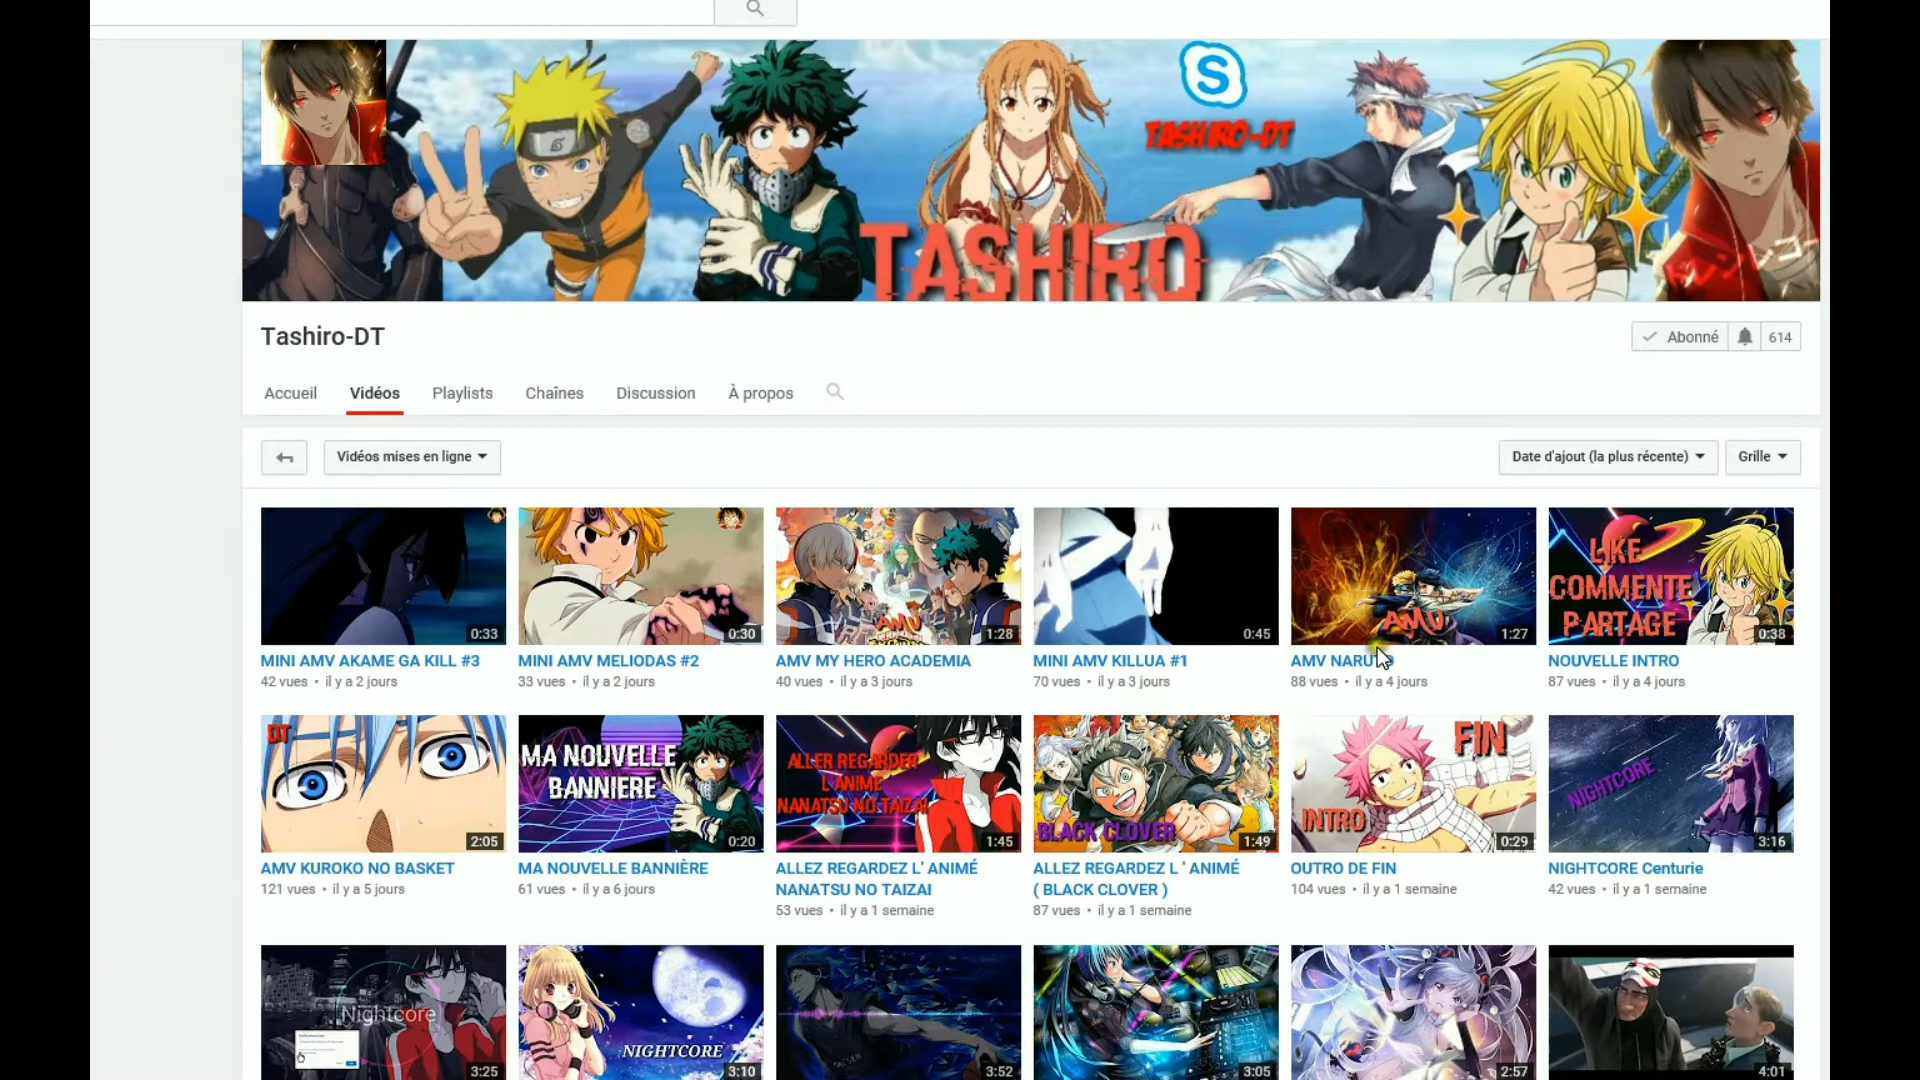 TASHIRO-DT
TASHIRO
Tashiro-DT
Abonné 614
Accueil Vidéos Playlists Chaînes Discussion À propos
Vidéos mises en ligne Date d'ajout (la plus récente) Grille
LIKE
COMMENTE
PARTAGE
AMV
AMV
0:33 0:30 1:28 0:45 1:27 0:38
MINI AMV AKAME GA KILL #3 MINI AMV MELIODAS #2 AMV MY HERO ACADEMIA MINI AMV KILLUA #1 AMV NARUTO NOUVELLE INTRO
42 vues • il y a 2 jours 33 vues • il y a 2 jours 40 vues • il y a 3 jours 70 vues • il y a 3 jours 88 vues • il y a 4 jours 87 vues • il y a 4 jours
DT
MA NOUVELLE
BANNIERE
ALLER REGARDER
L'ANIME
NANATSU NO TAIZAI
BLACK CLOVER
FIN
INTRO
NIGHTCORE
2:05 0:20 1:45 1:49 0:29 3:16
AMV KUROKO NO BASKET MA NOUVELLE BANNIÈRE ALLEZ REGARDEZ L' ANIMÉ ALLEZ REGARDEZ L ' ANIMÉ OUTRO DE FIN NIGHTCORE Centurie
NANATSU NO TAIZAI ( BLACK CLOVER )
121 vues • il y a 5 jours 61 vues • il y a 6 jours 104 vues • il y a 1 semaine 42 vues • il y a 1 semaine
53 vues • il y a 1 semaine 87 vues • il y a 1 semaine
Nightcore
NIGHTCORE
3:25 3:10 3:52 3:05 2:57 4:01